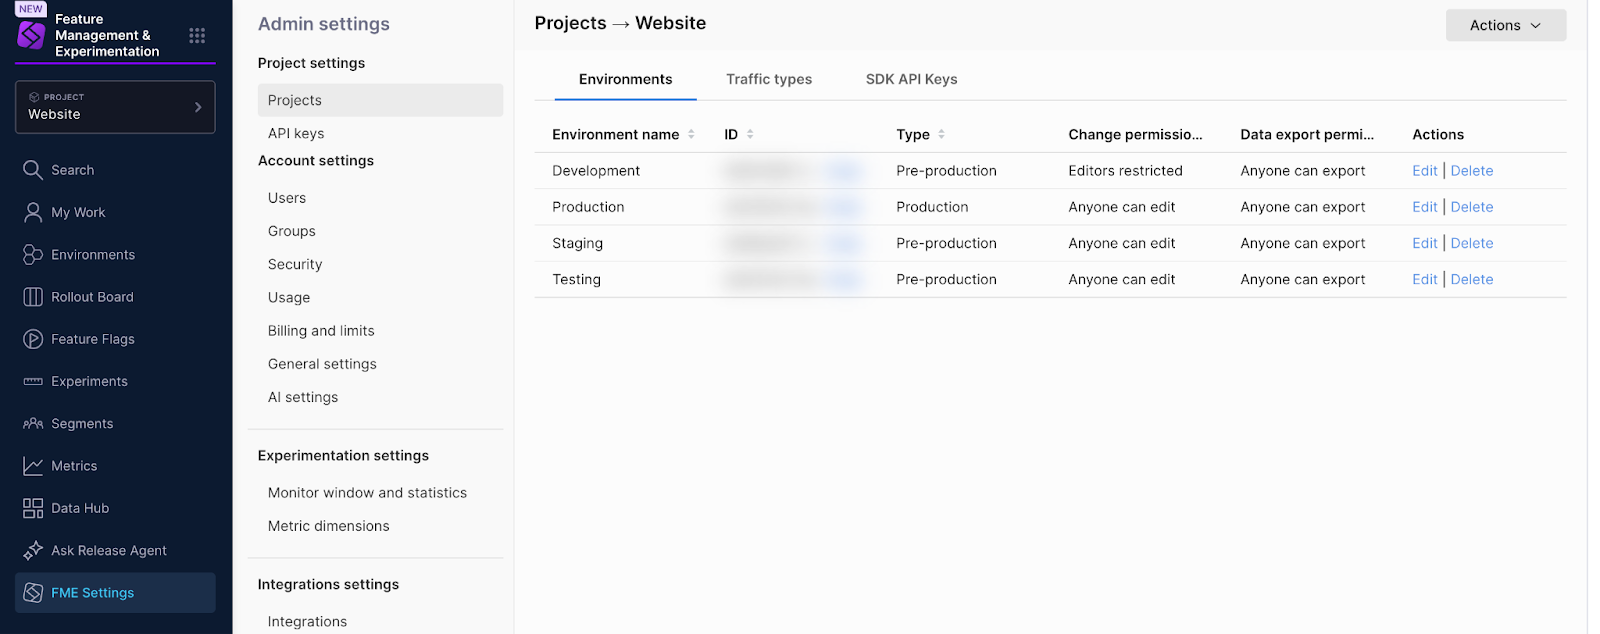 NEW
Feature
Management &
Experimentation
PROJECT
Website
Search
My Work
Environments
Rollout Board
Feature Flags
Experiments
Segments
Metrics
Data Hub
Ask Release Agent
FME Settings
Admin settings
Project settings
Projects
API keys
Account settings
Users
Groups
Security
Usage
Billing and limits
General settings
AI settings
Experimentation settings
Monitor window and statistics
Metric dimensions
Integrations settings
Integrations
Projects → Website
Actions
Environments Traffic types SDK API Keys
Environment name ID Type Change permissio... Data export permi... Actions
Development Pre-production Editors restricted Anyone can export Edit | Delete
Production Production Anyone can edit Anyone can export Edit | Delete
Staging Pre-production Anyone can edit Anyone can export Edit | Delete
Testing Pre-production Anyone can edit Anyone can export Edit | Delete